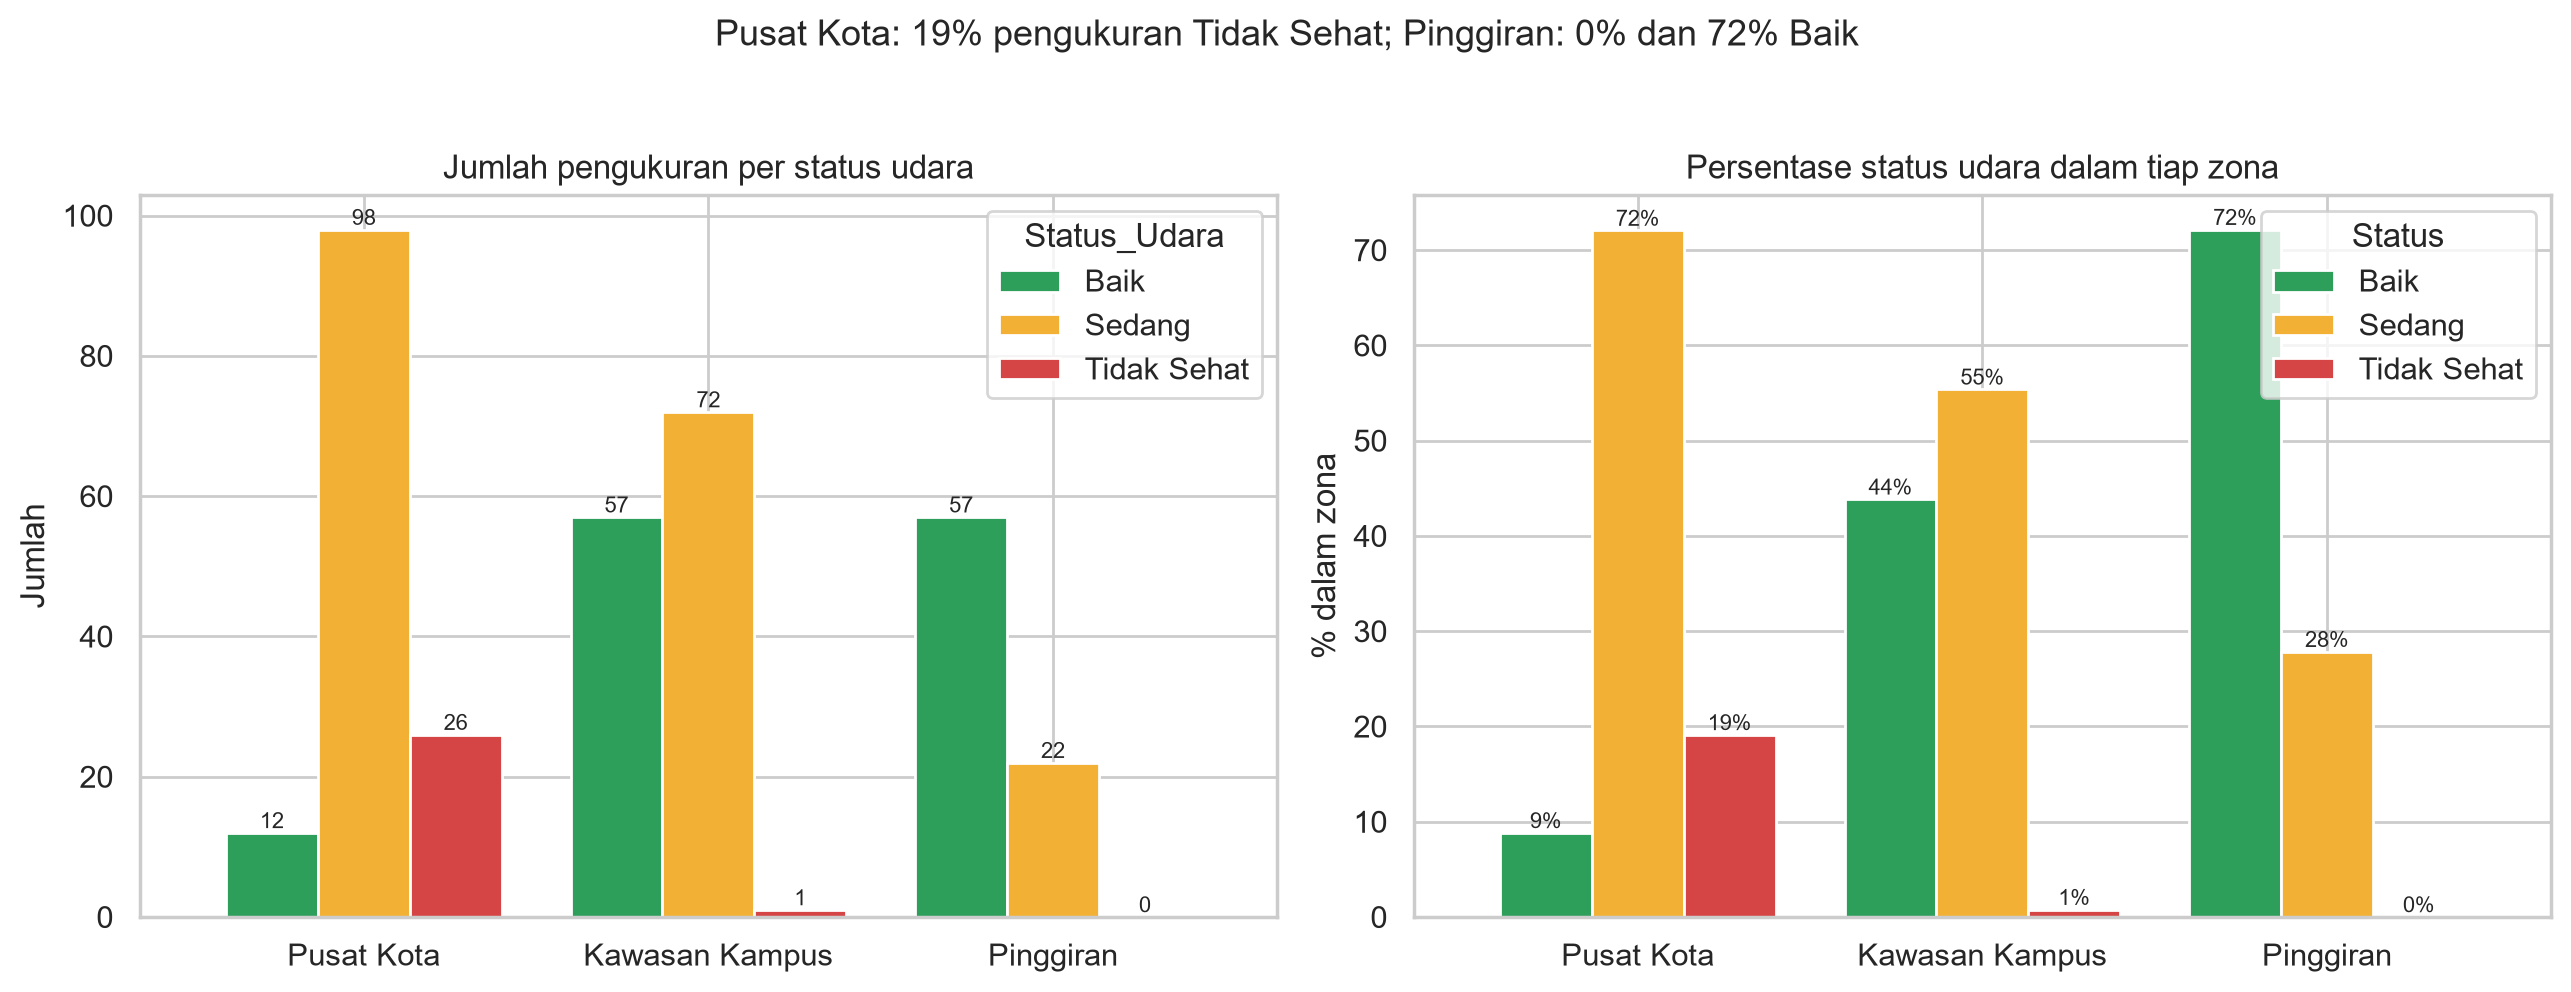 Pusat Kota: 19% pengukuran Tidak Sehat; Pinggiran: 0% dan 72% Baik
Jumlah pengukuran per status udara
Jumlah
100
80
60
40
20
0
98
72
57
57
26
22
12
1
0
Status_Udara
Baik
Sedang
Tidak Sehat
Pusat Kota
Kawasan Kampus
Pinggiran
Persentase status udara dalam tiap zona
% dalam zona
70
60
50
40
30
20
10
0
72%
72%
55%
44%
28%
19%
9%
1%
0%
Status
Baik
Sedang
Tidak Sehat
Pusat Kota
Kawasan Kampus
Pinggiran